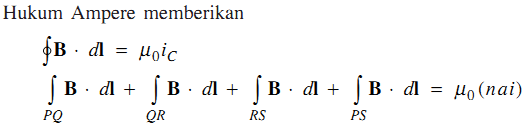 Hukum Ampere memberikan
∮B · dl = μ₀i_C
∫_PQ B · dl + ∫_QR B · dl + ∫_RS B · dl + ∫_PS B · dl = μ₀(nai)